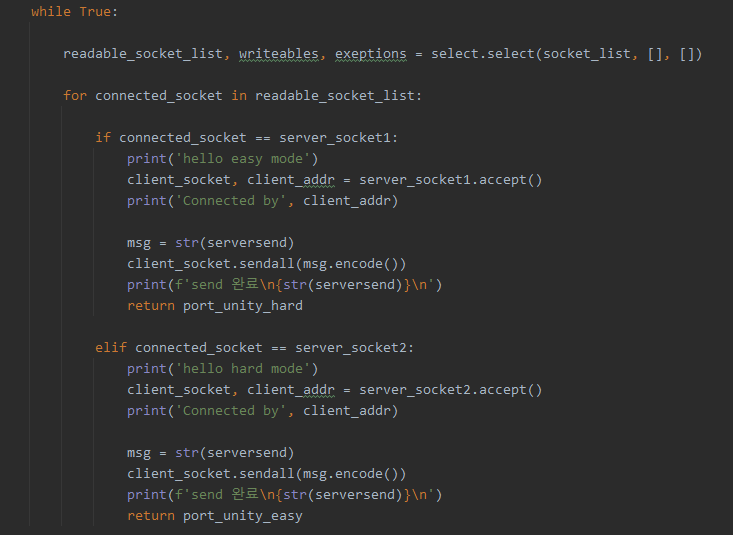 while True:
readable_socket_list, writeables, exeptions = select.select(socket_list, [], [])
for connected_socket in readable_socket_list:
if connected_socket == server_socket1:
print('hello easy mode')
client_socket, client_addr = server_socket1.accept()
print('Connected by', client_addr)
msg = str(serversend)
client_socket.sendall(msg.encode())
print(f'send 완료\n{str(serversend)}\n')
return port_unity_hard
elif connected_socket == server_socket2:
print('hello hard mode')
client_socket, client_addr = server_socket2.accept()
print('Connected by', client_addr)
msg = str(serversend)
client_socket.sendall(msg.encode())
print(f'send 완료\n{str(serversend)}\n')
return port_unity_easy